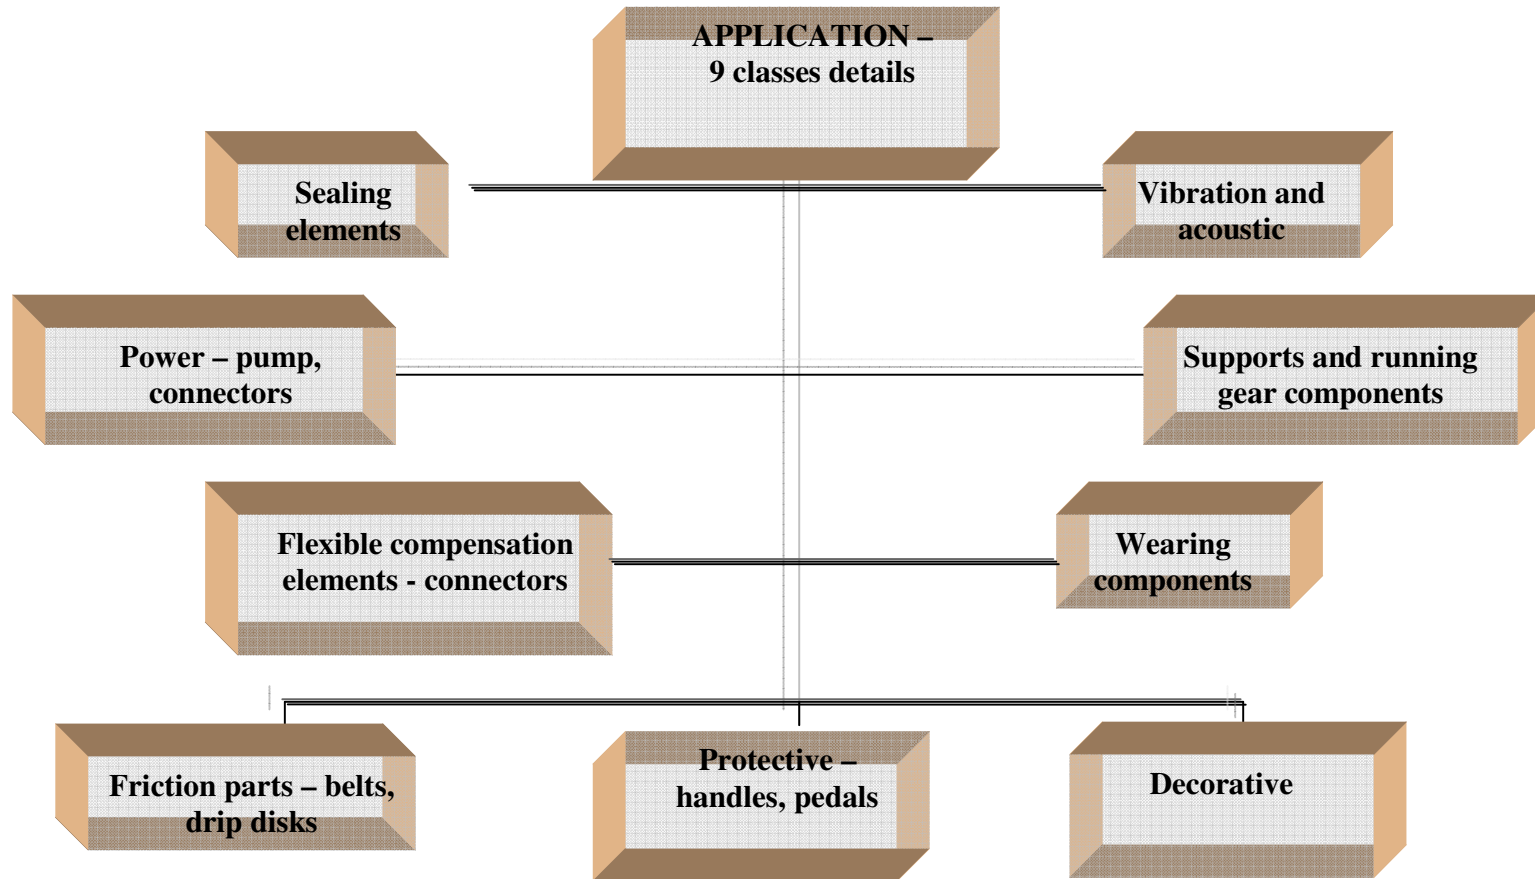 APPLICATION –
9 classes details
Sealing
elements
Vibration and
acoustic
Power – pump,
connectors
Supports and running
gear components
Flexible compensation
elements - connectors
Wearing
components
Friction parts – belts,
drip disks
Protective –
handles, pedals
Decorative